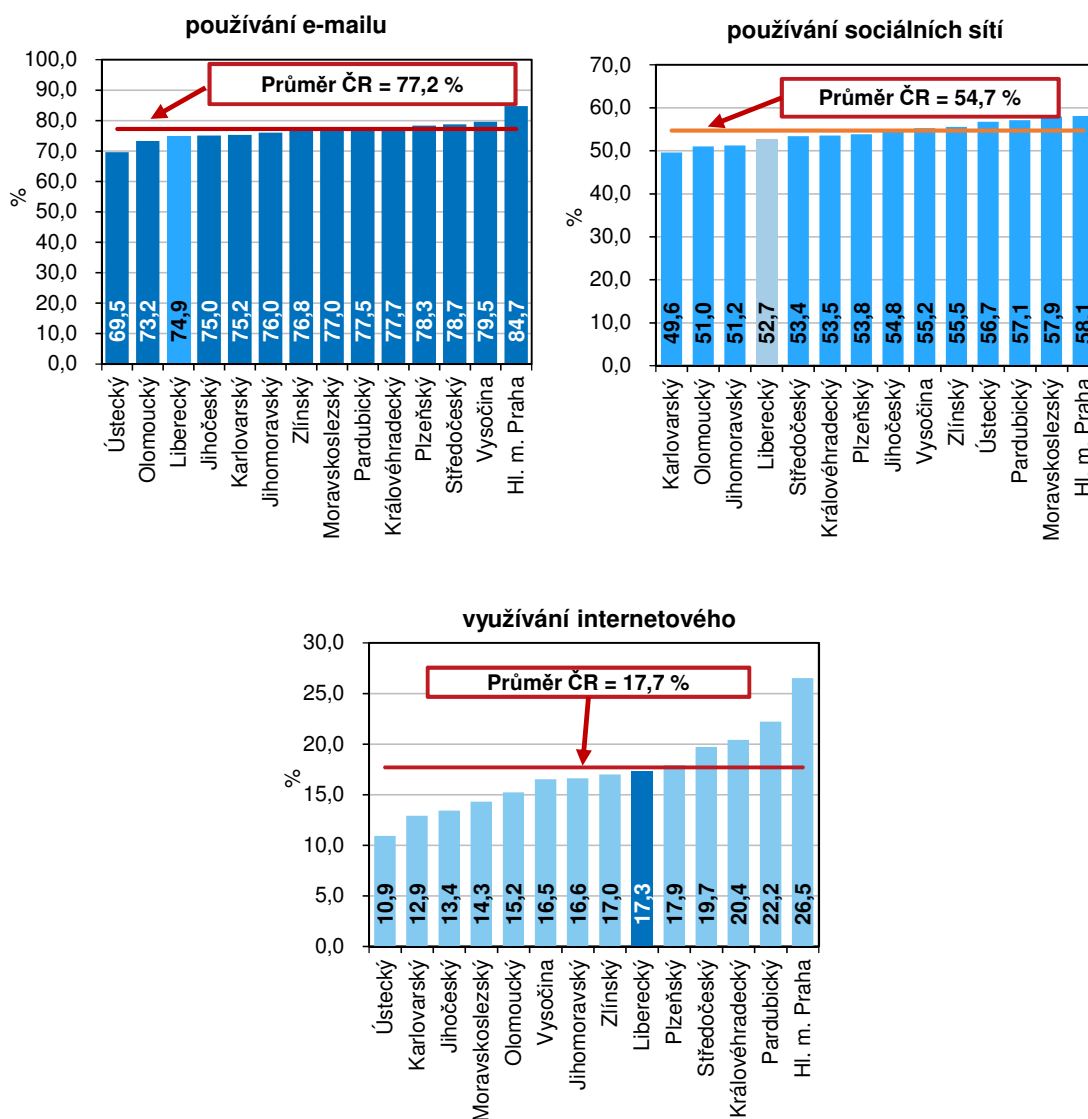 používání e-mailu
Průměr ČR = 77,2 %
100,0
90,0
80,0
70,0
60,0
50,0
40,0
30,0
20,0
10,0
0,0
%
69,5
73,2
74,9
75,0
75,2
76,0
76,8
77,0
77,5
77,7
78,3
78,7
79,5
84,7
Ústecký
Olomoucký
Liberecký
Jihočeský
Karlovarský
Jihomoravský
Zlínský
Moravskoslezský
Pardubický
Královéhradecký
Plzeňský
Středočeský
Vysočina
Hl. m. Praha
používání sociálních sítí
Průměr ČR = 54,7 %
70,0
60,0
50,0
40,0
30,0
20,0
10,0
0,0
%
49,6
51,0
51,2
52,7
53,4
53,5
53,8
54,8
55,2
55,5
56,7
57,1
57,9
58,1
Karlovarský
Olomoucký
Jihomoravský
Liberecký
Středočeský
Královéhradecký
Plzeňský
Jihočeský
Vysočina
Zlínský
Ústecký
Pardubický
Moravskoslezský
Hl. m. Praha
využívání internetového
Průměr ČR = 17,7 %
30,0
25,0
20,0
15,0
10,0
5,0
0,0
%
10,9
12,9
13,4
14,3
15,2
16,5
16,6
17,0
17,3
17,9
19,7
20,4
22,2
26,5
Ústecký
Karlovarský
Jihočeský
Moravskoslezský
Olomoucký
Vysočina
Jihomoravský
Zlínský
Liberecký
Plzeňský
Středočeský
Královéhradecký
Pardubický
Hl. m. Praha